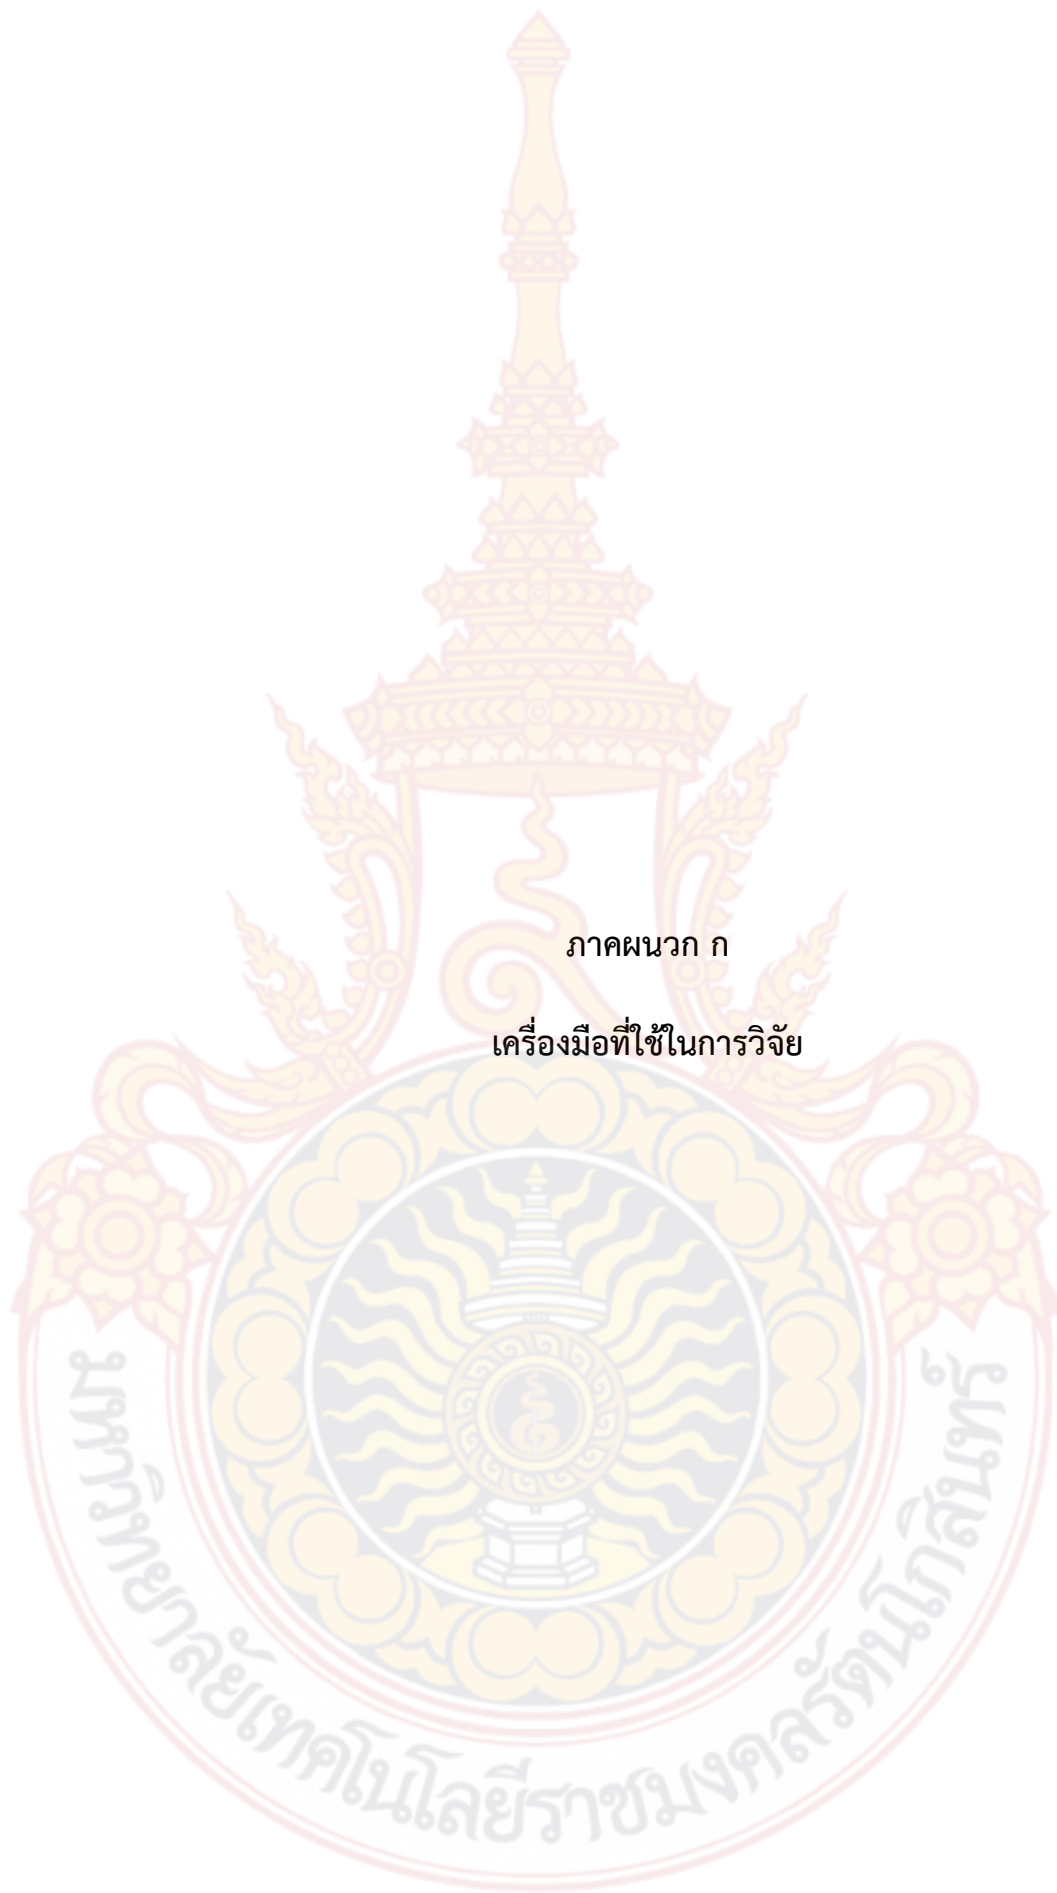 ภาคผนวก ก
เครื่องมือที่ใช้ในการวิจัย
มหาวิทยาลัยเทคโนโลยีราชมงคลรัตนโกสินทร์